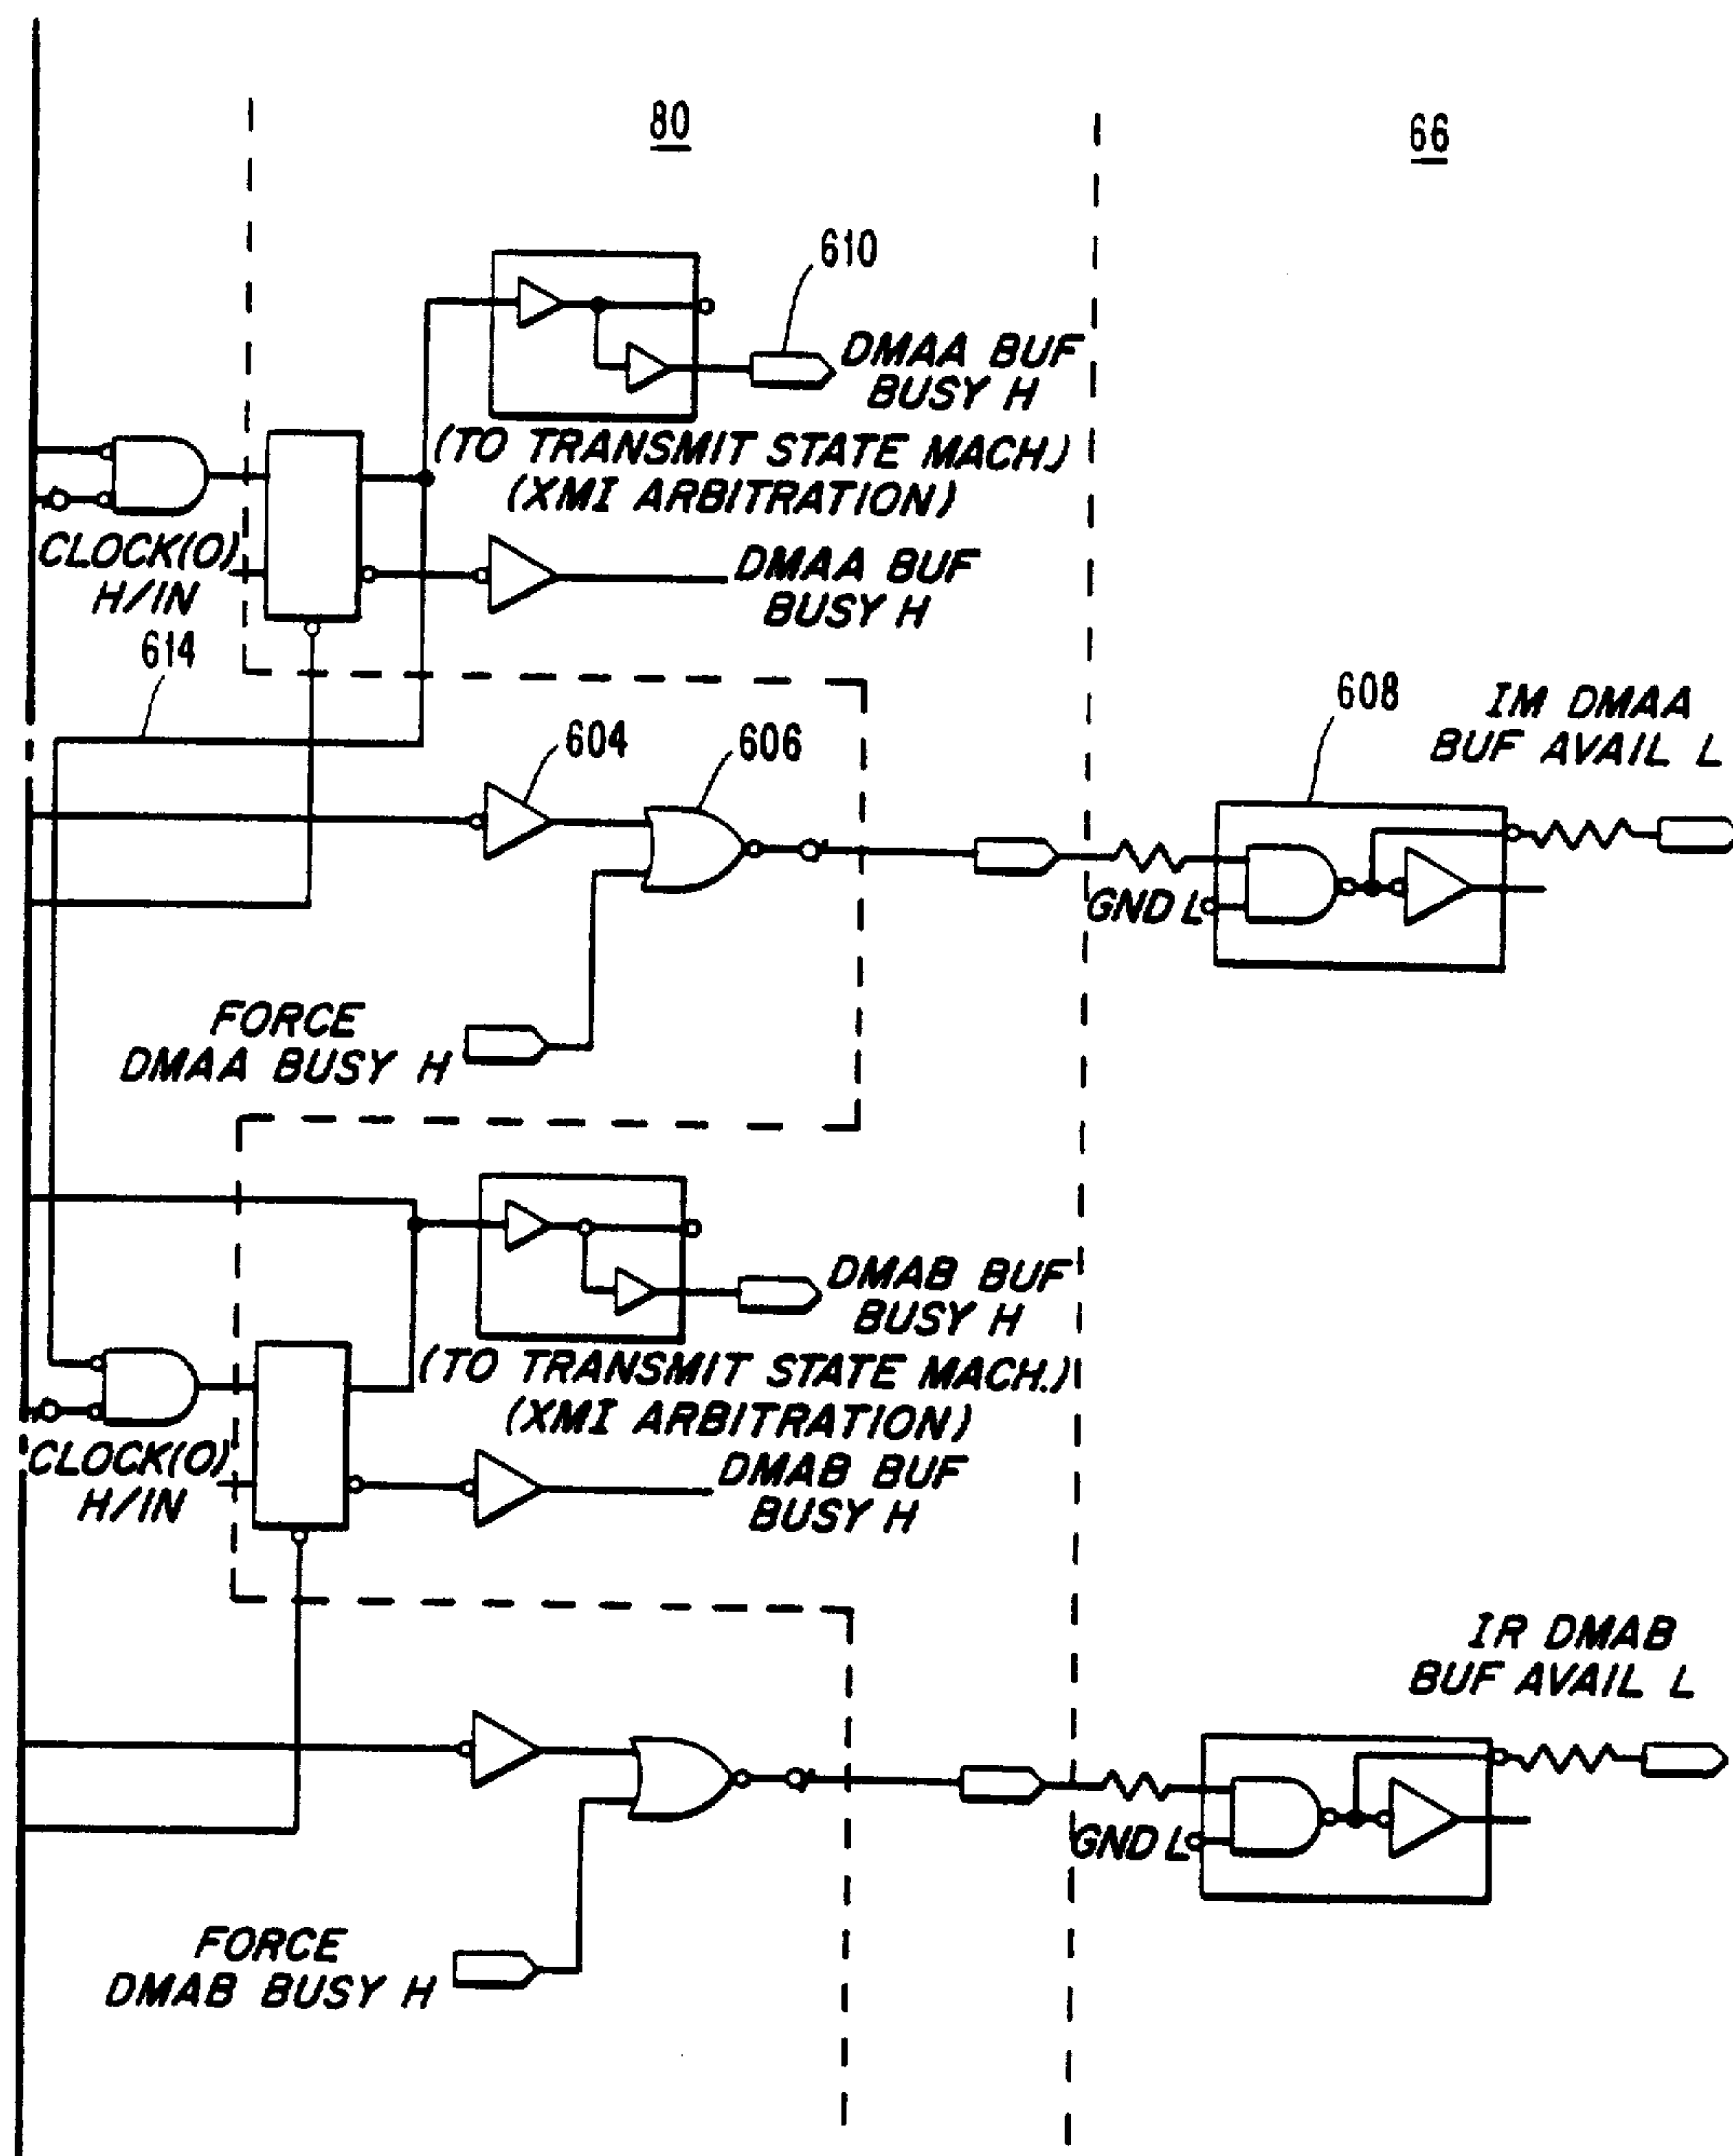 80
66
610
DMAA BUF
BUSY H
(TO TRANSMIT STATE MACH.)
(XMI ARBITRATION)
CLOCK(0)
H/IN
DMAA BUF
BUSY H
614
604
606
608
IM DMAA
BUF AVAIL L
GND L
FORCE
DMAA BUSY H
DMAB BUF
BUSY H
(TO TRANSMIT STATE MACH.)
(XMI ARBITRATION)
CLOCK(0)
H/IN
DMAB BUF
BUSY H
IR DMAB
BUF AVAIL L
GND L
FORCE
DMAB BUSY H